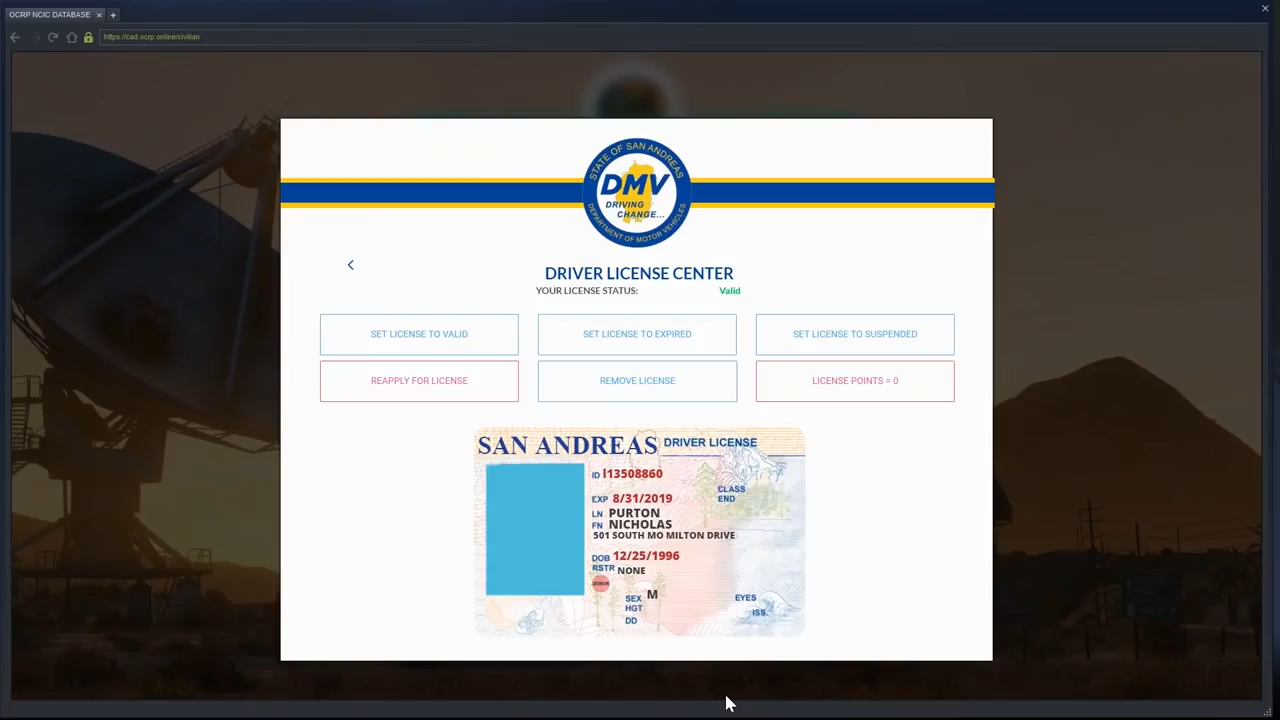 OCRP NCIC DATABASE
https://cad.ocrp.online/civilian
STATE OF SAN ANDREAS
DMV
DRIVING
CHANGE...
DEPARTMENT OF MOTOR VEHICLES
DRIVER LICENSE CENTER
YOUR LICENSE STATUS: Valid
SET LICENSE TO VALID
SET LICENSE TO EXPIRED
SET LICENSE TO SUSPENDED
REAPPLY FOR LICENSE
REMOVE LICENSE
LICENSE POINTS = 0
SAN ANDREAS DRIVER LICENSE
ID I13508860
CLASS
EXP 8/31/2019
END
LN PURTON
FN NICHOLAS
501 SOUTH MO MILTON DRIVE
DOB 12/25/1996
RSTR NONE
DONOR
SEX M
EYES
HGT
ISS.
DD